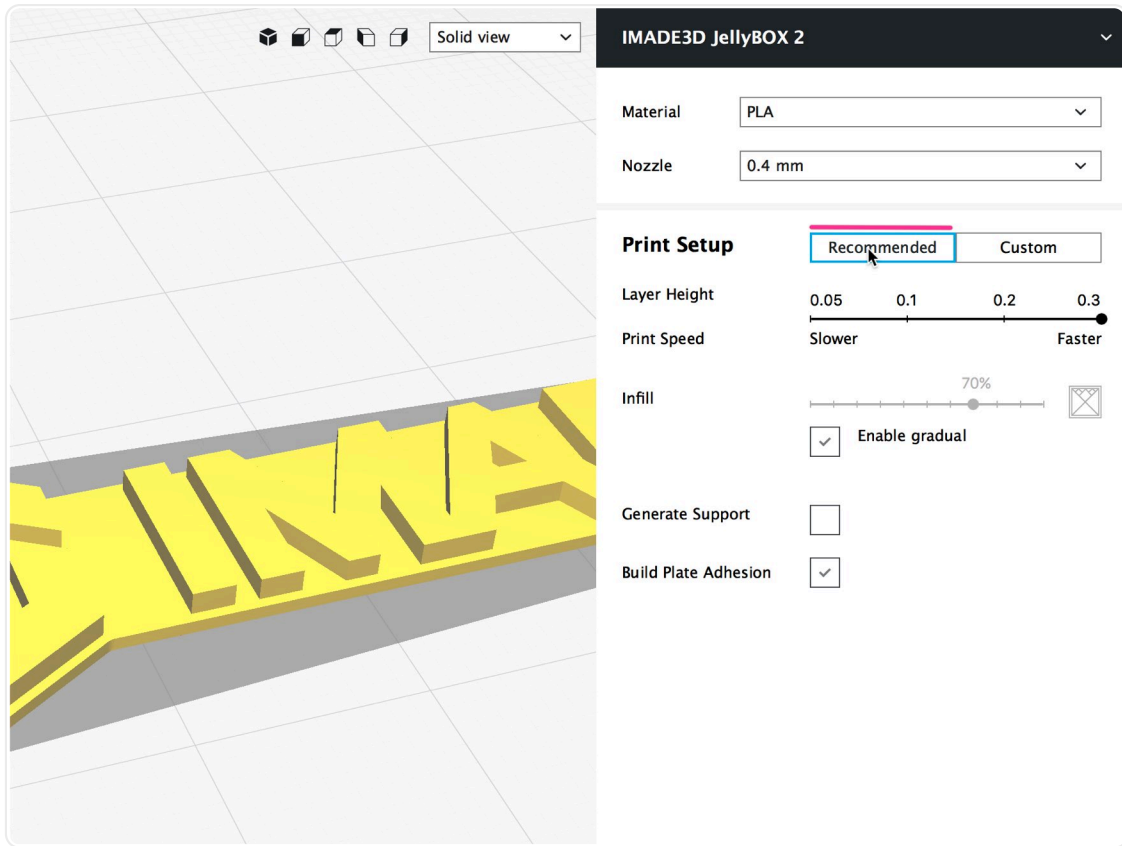 Solid view
IMADE3D JellyBOX 2
Material
PLA
Nozzle
0.4 mm
Print Setup
Recommended
Custom
Layer Height
0.05 0.1 0.2 0.3
Print Speed
Slower Faster
70%
Infill
Enable gradual
Generate Support
Build Plate Adhesion